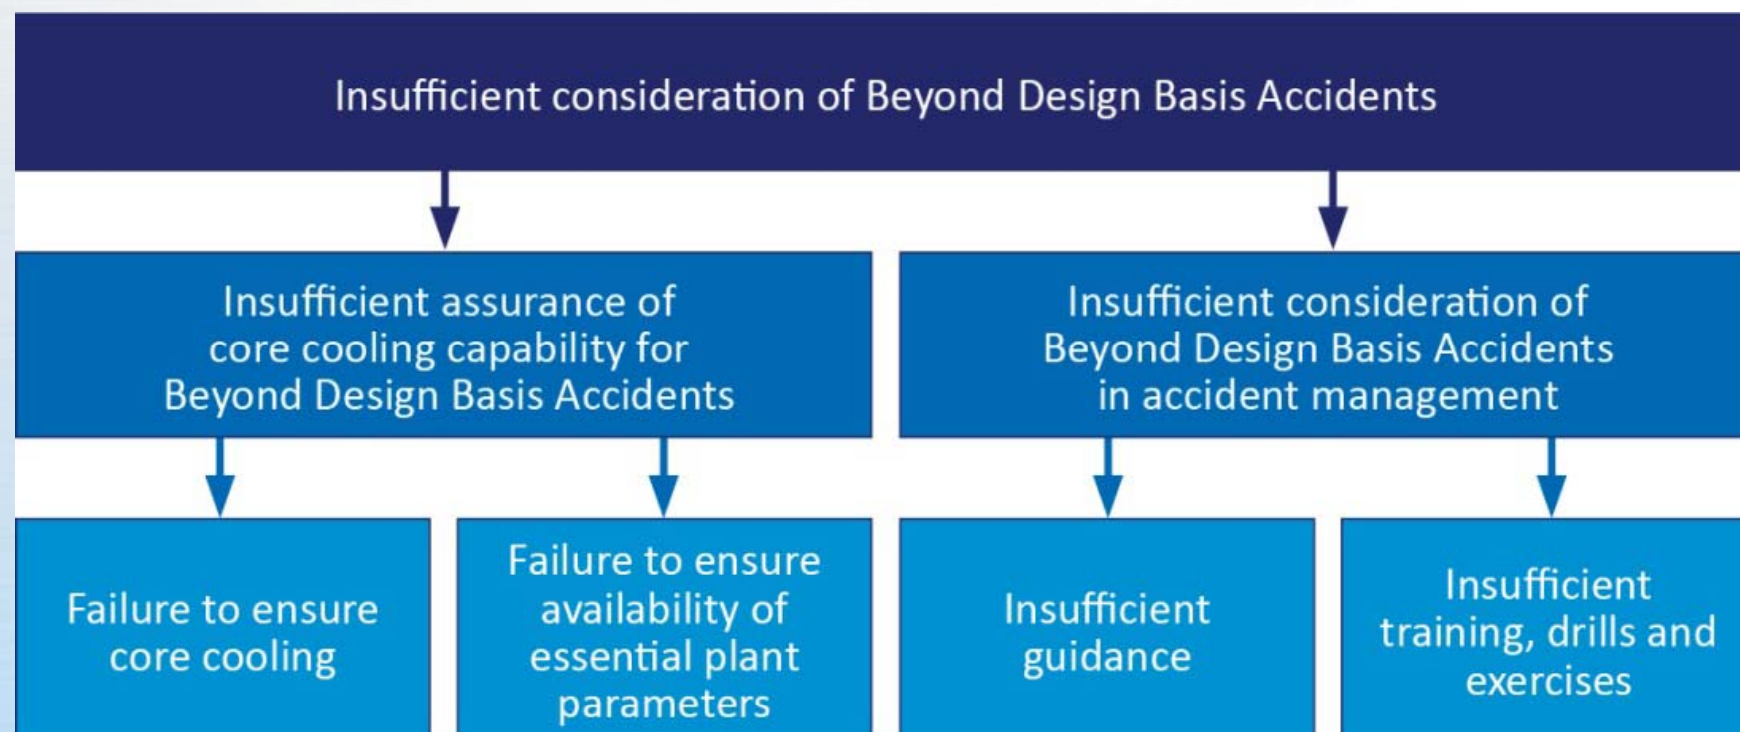 Insufficient consideration of Beyond Design Basis Accidents
Insufficient assurance of
core cooling capability for
Beyond Design Basis Accidents
Insufficient consideration of
Beyond Design Basis Accidents
in accident management
Failure to ensure
core cooling
Failure to ensure
availability of
essential plant
parameters
Insufficient
guidance
Insufficient
training, drills and
exercises